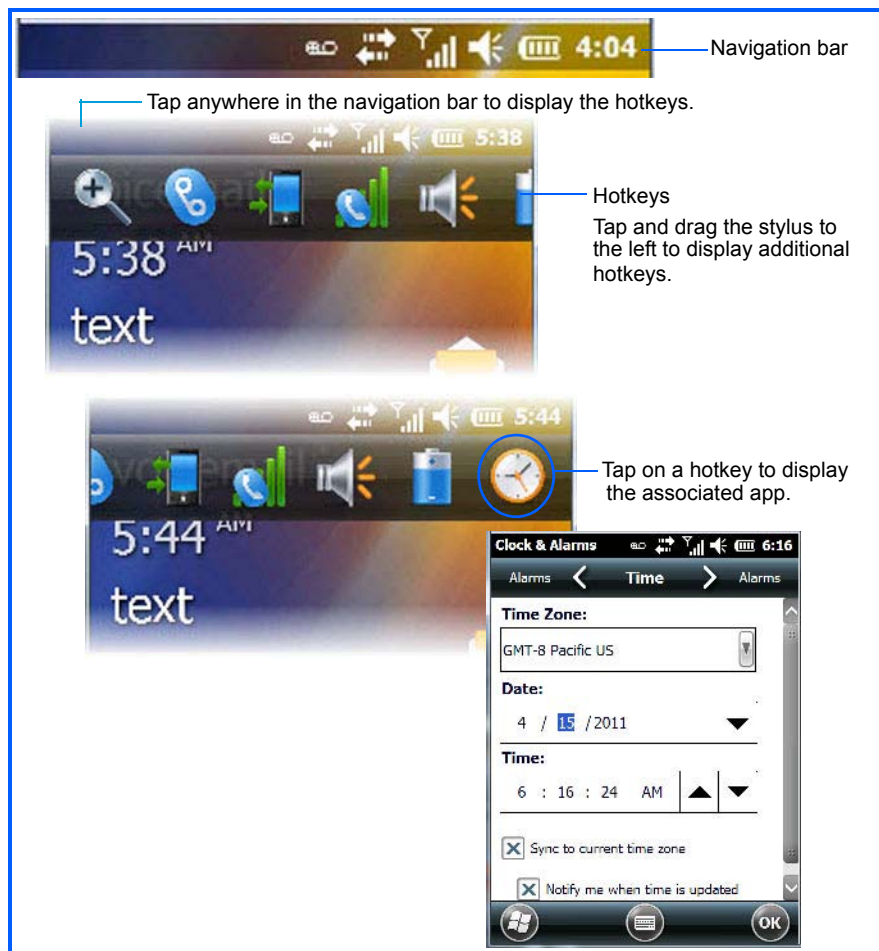 4:04
Navigation bar
Tap anywhere in the navigation bar to display the hotkeys.
5:38
Hotkeys
Tap and drag the stylus to
the left to display additional
hotkeys.
5:38 AM
text
5:44
Tap on a hotkey to display
the associated app.
5:44 AM
text
Clock & Alarms 6:16
Alarms Time Alarms
Time Zone:
GMT-8 Pacific US
Date:
4 / 15 / 2011
Time:
6 : 16 : 24 AM
Sync to current time zone
Notify me when time is updated
OK